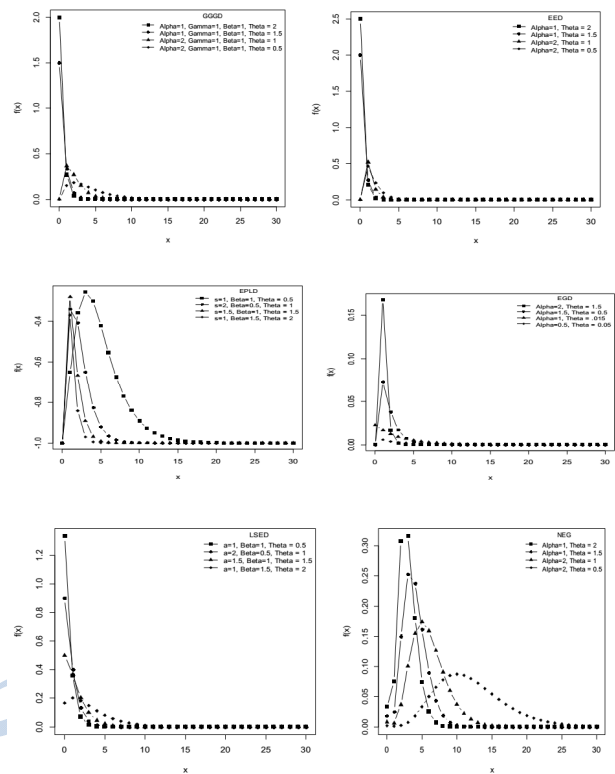 GGGD
Alpha=1, Gamma=1, Beta=1, Theta = 2
Alpha=1, Gamma=1, Beta=1, Theta = 1.5
Alpha=2, Gamma=1, Beta=1, Theta = 1
Alpha=2, Gamma=1, Beta=1, Theta = 0.5
f(x)
2.0
1.5
1.0
0.5
0.0
0 5 10 15 20 25 30
x
EED
Alpha=1, Theta = 2
Alpha=1, Theta = 1.5
Alpha=2, Theta = 1
Alpha=2, Theta = 0.5
f(x)
2.5
2.0
1.5
1.0
0.5
0.0
0 5 10 15 20 25 30
x
EPLD
s=1, Beta=1, Theta = 0.5
s=2, Beta=0.5, Theta = 1
s=1.5, Beta=1, Theta = 1.5
s=1, Beta=1.5, Theta = 2
f(x)
-0.4
-0.6
-0.8
-1.0
0 5 10 15 20 25 30
x
EGD
Alpha=2, Theta = 1.5
Alpha=1.5, Theta = 0.5
Alpha=1, Theta = .015
Alpha=0.5, Theta = 0.05
f(x)
0.15
0.10
0.05
0.00
0 5 10 15 20 25 30
x
LSED
a=1, Beta=1, Theta = 0.5
a=2, Beta=0.5, Theta = 1
a=1.5, Beta=1, Theta = 1.5
a=1, Beta=1.5, Theta = 2
f(x)
1.2
1.0
0.8
0.6
0.4
0.2
0.0
0 5 10 15 20 25 30
x
NEG
Alpha=1, Theta = 2
Alpha=1, Theta = 1.5
Alpha=2, Theta = 1
Alpha=2, Theta = 0.5
f(x)
0.30
0.25
0.20
0.15
0.10
0.05
0.00
0 5 10 15 20 25 30
x